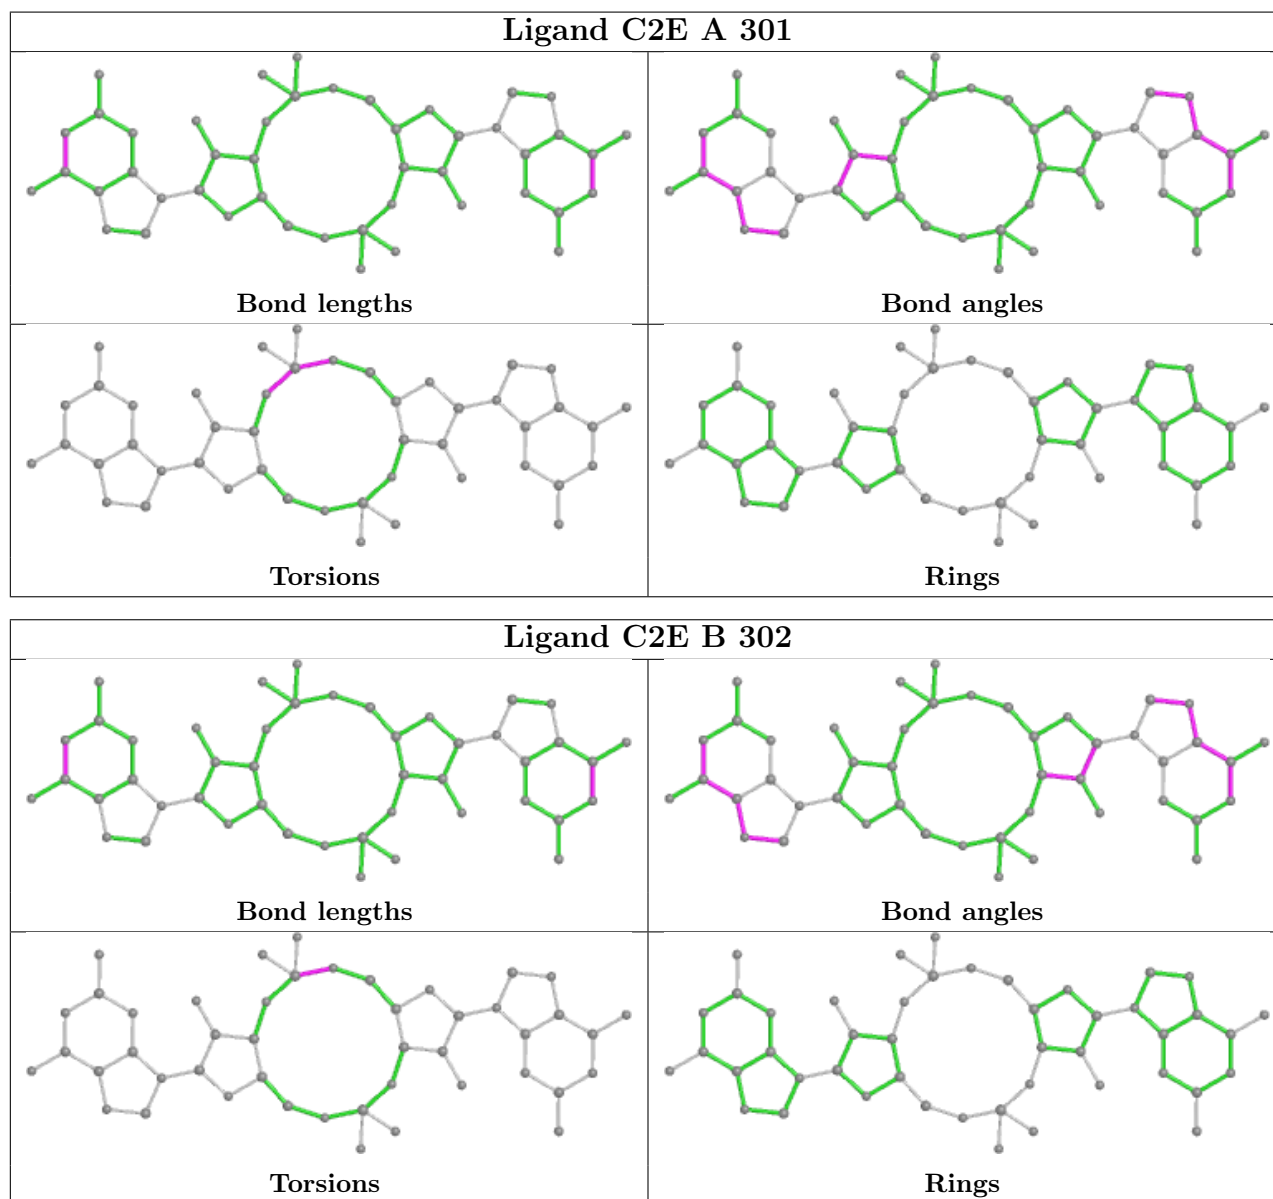 Ligand C2E A 301
Bond lengths
Bond angles
Torsions
Rings
Ligand C2E B 302
Bond lengths
Bond angles
Torsions
Rings